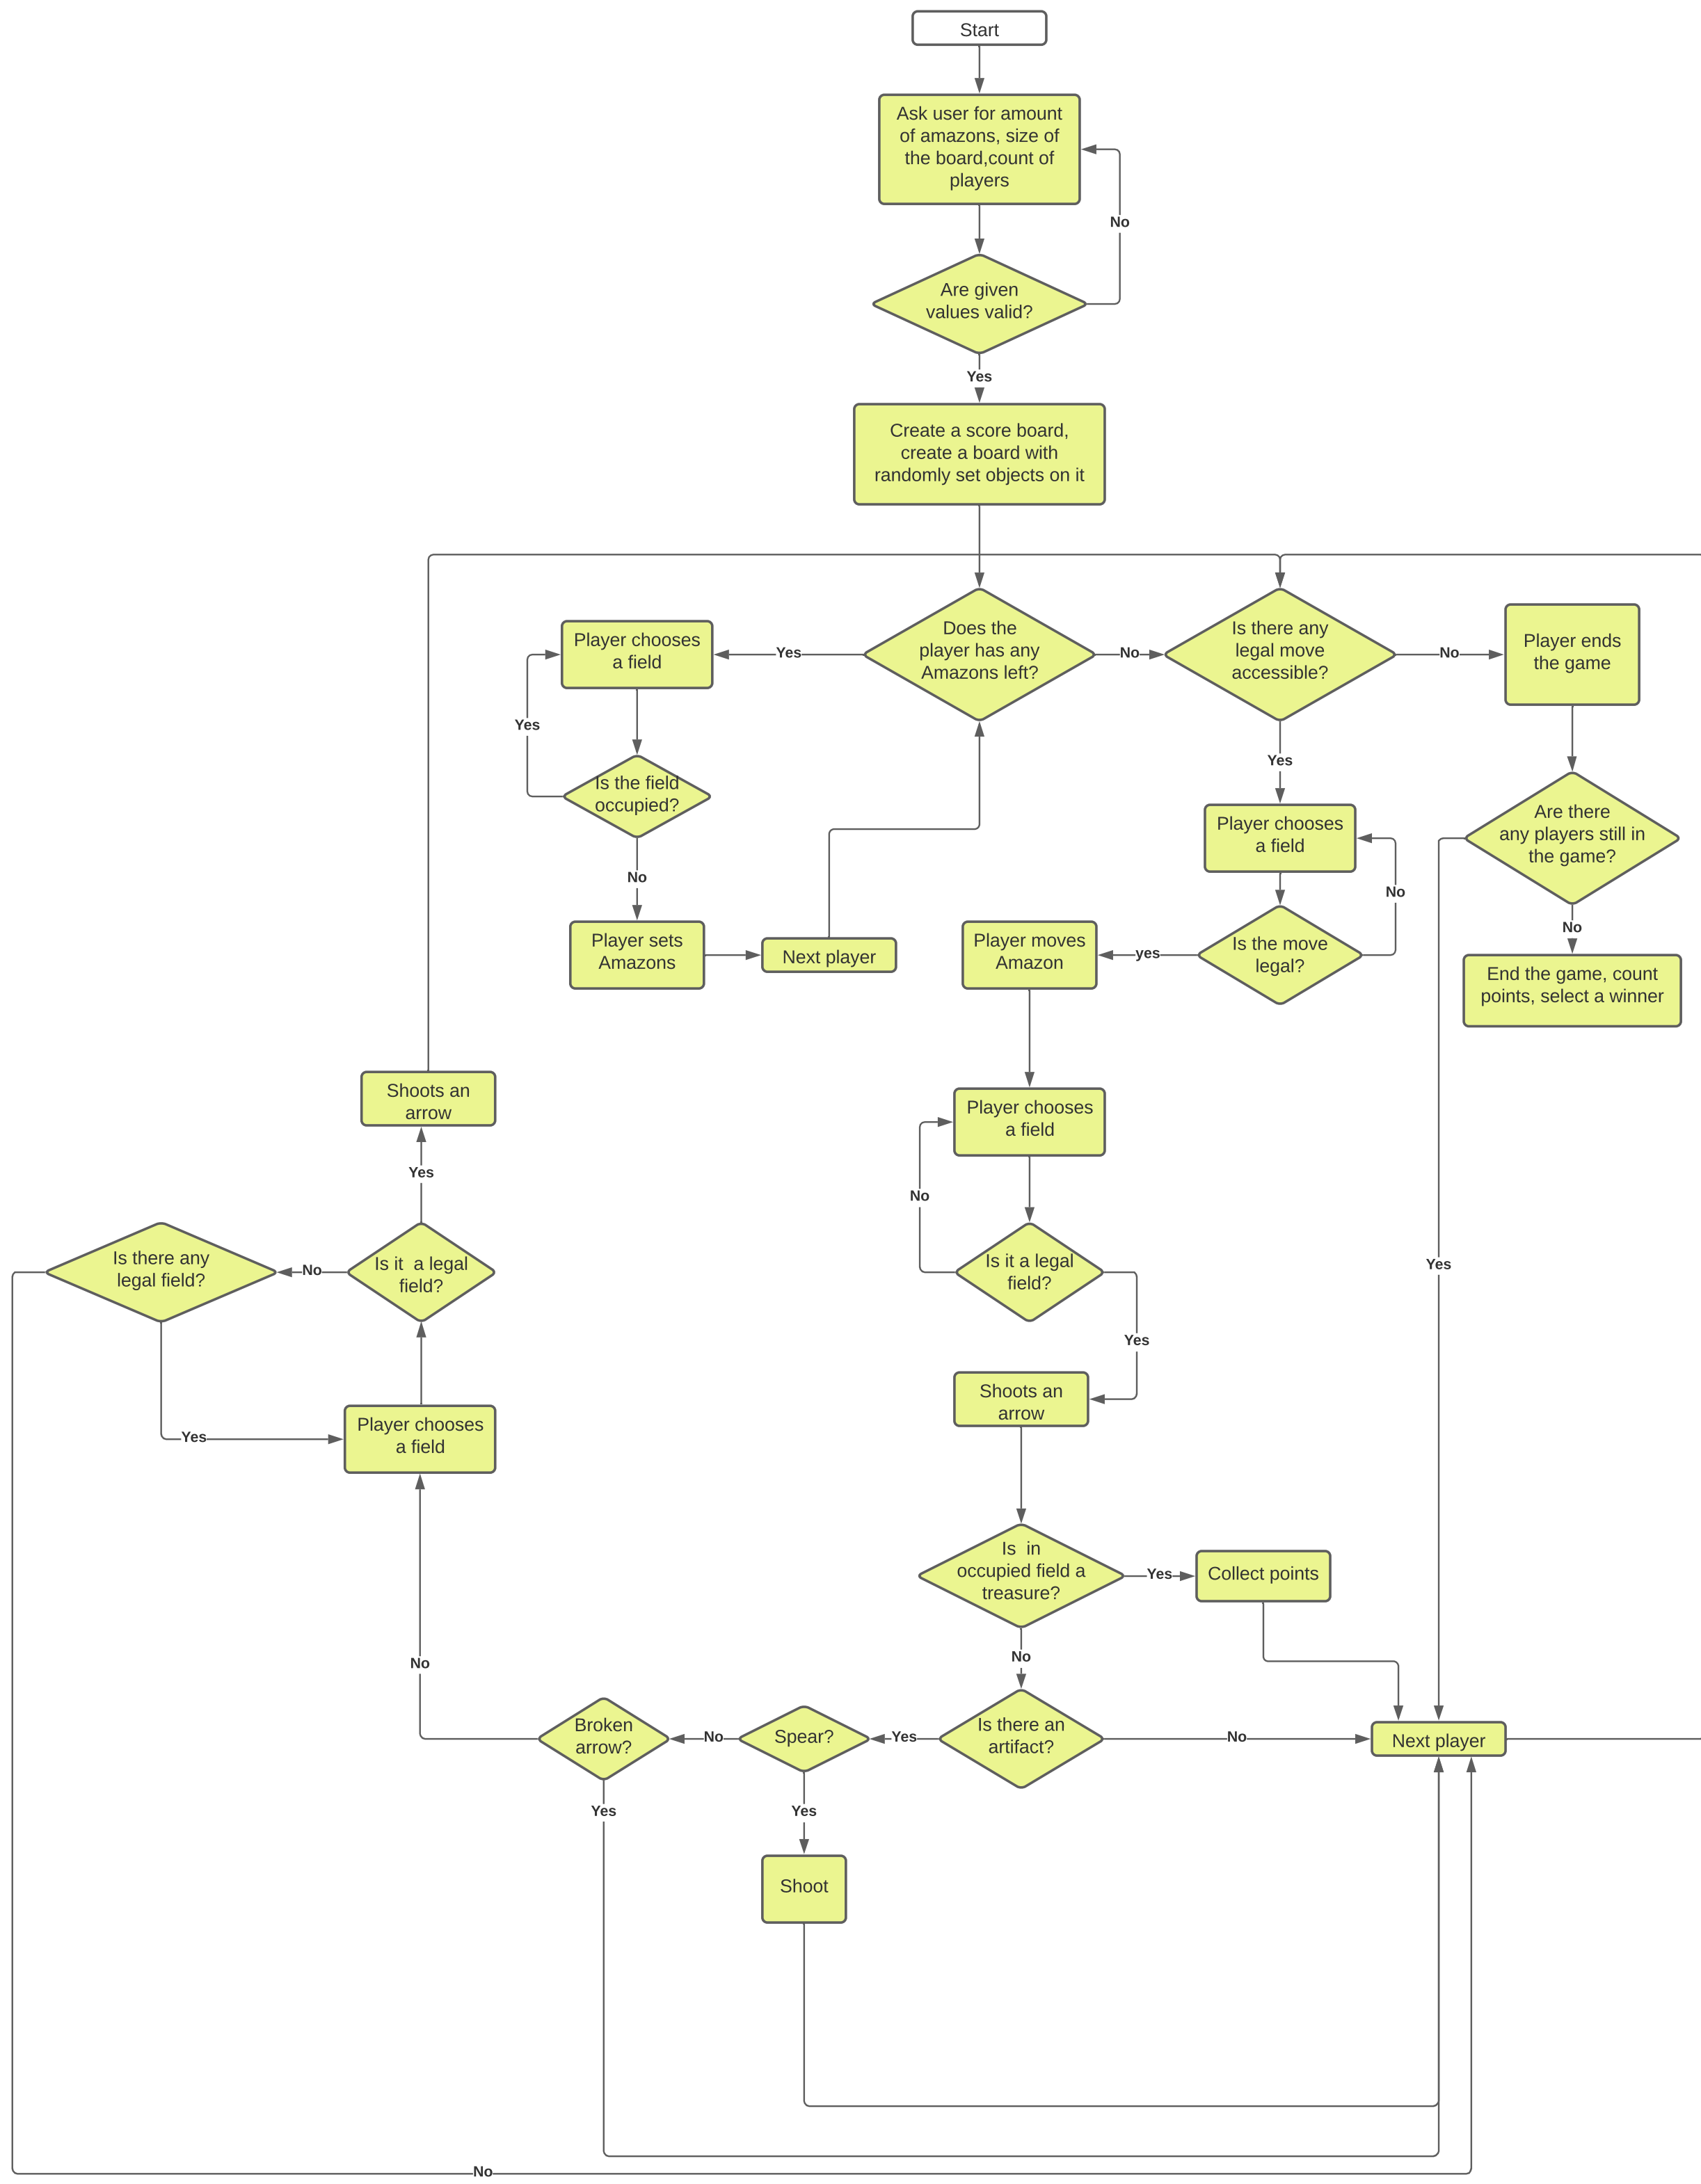 Start
Ask user for amount
of amazons, size of
the board,count of
players
No
Are given
values valid?
Yes
Create a score board,
create a board with
randomly set objects on it
Player chooses
a field
Yes
Does the
player has any
Amazons left?
No
Is there any
legal move
accessible?
No
Player ends
the game
Yes
Is the field
occupied?
Yes
Player chooses
a field
Are there
any players still in
the game?
No
No
Player sets
Amazons
Next player
Player moves
Amazon
yes
Is the move
legal?
No
End the game, count
points, select a winner
Shoots an
arrow
Player chooses
a field
Yes
No
Is there any
legal field?
No
Is it  a legal
field?
Is it a legal
field?
Yes
Yes
Shoots an
arrow
Yes
Player chooses
a field
Is  in
occupied field a
treasure?
Yes
Collect points
No
No
Broken
arrow?
No
Spear?
Yes
Is there an
artifact?
No
Next player
Yes
Yes
Shoot
No